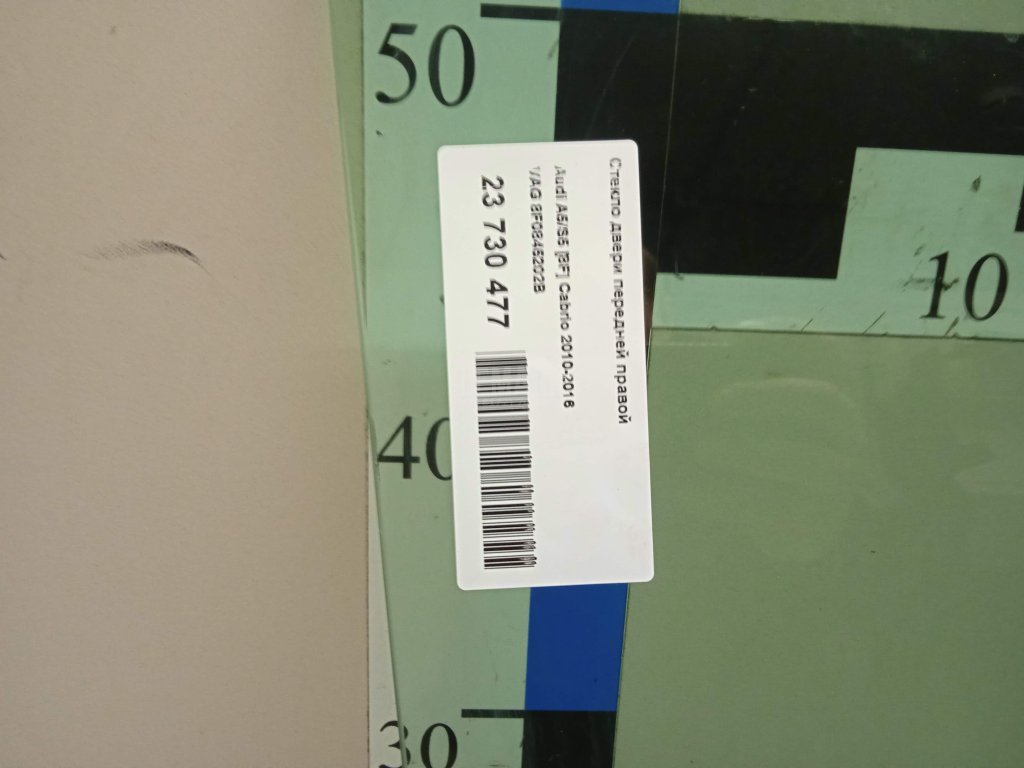 Стекло двери передней правой
Audi A5/S5 [8F] Cabrio 2010-2016
VAG 8F0845202B
23 730 477
50
40
30
10